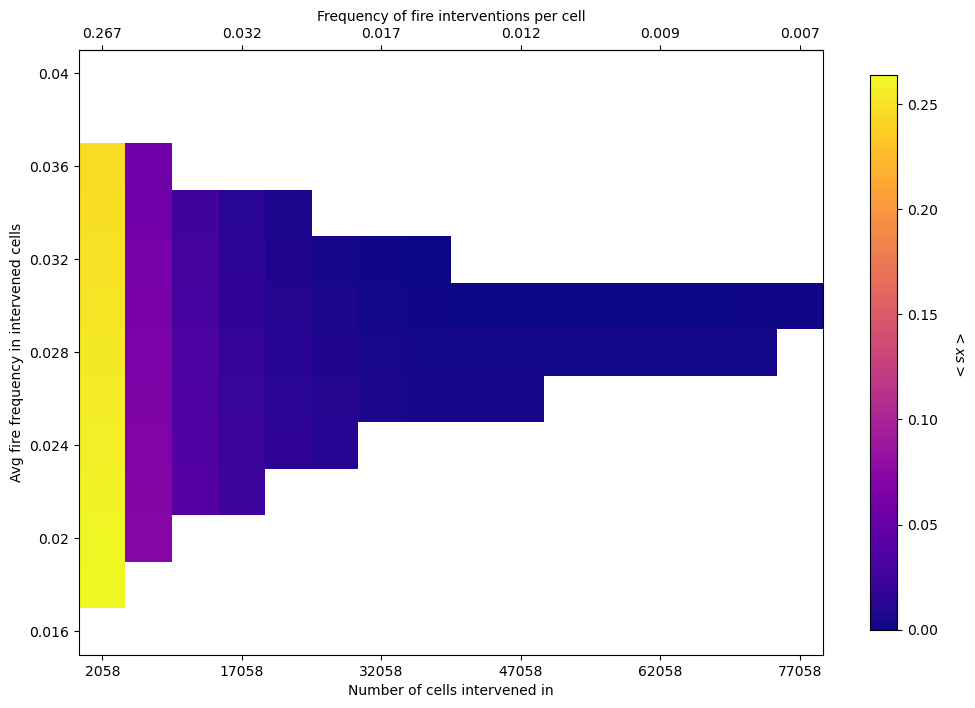 Frequency of fire interventions per cell
0.267 0.032 0.017 0.012 0.009 0.007
0.04
0.036
0.032
0.028
0.024
0.02
0.016
Avg fire frequency in intervened cells
2058 17058 32058 47058 62058 77058
Number of cells intervened in
0.25
0.20
0.15
0.10
0.05
0.00
< sx >